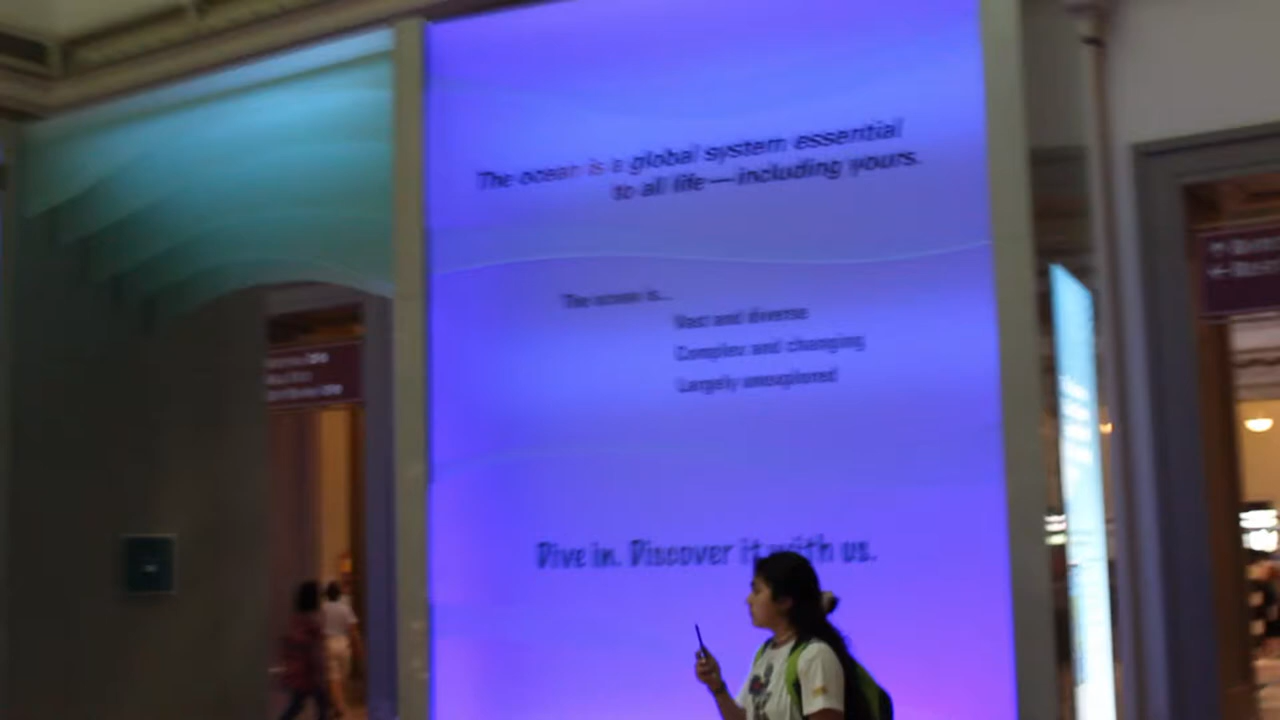 The ocean is a global system essential
to all life—including yours.
The ocean is...
Vast and diverse
Complex and changing
Largely unexplored
Dive in. Discover it with us.